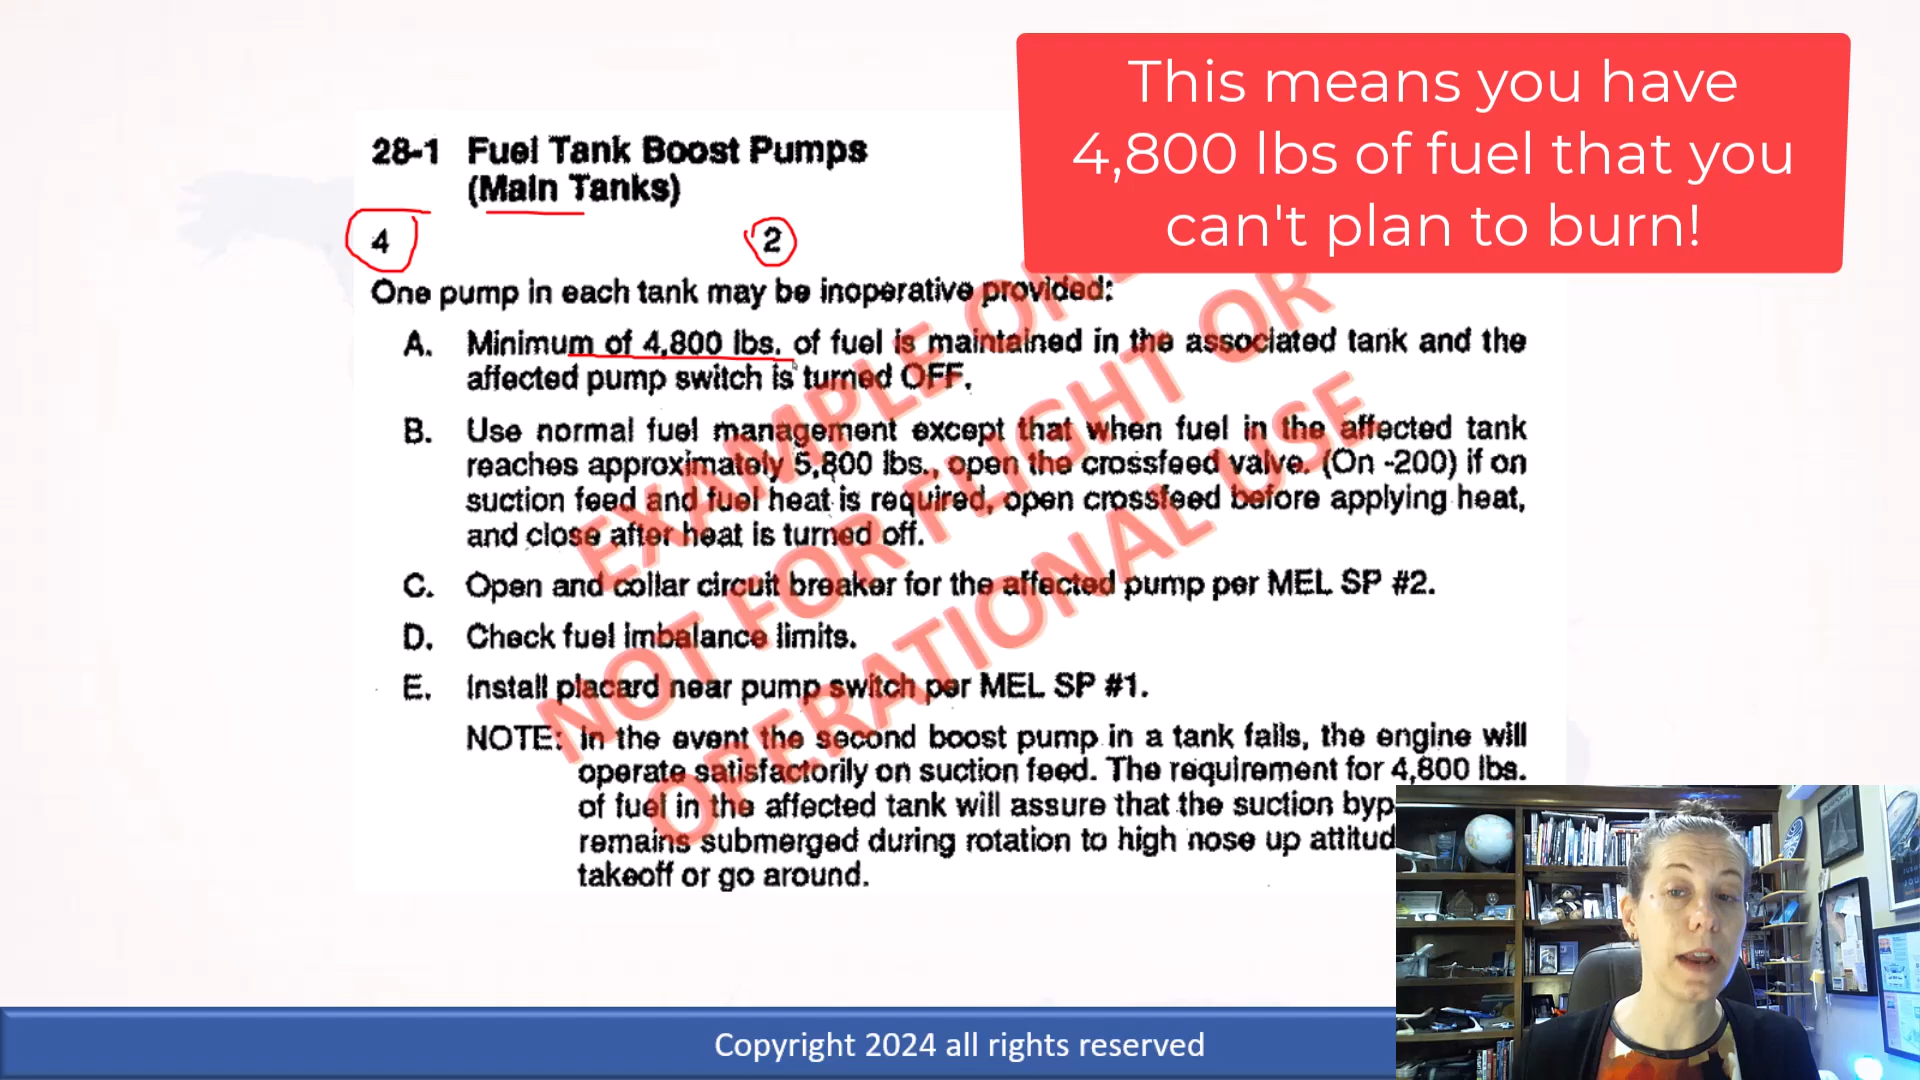 This means you have
4,800 lbs of fuel that you
can't plan to burn!
28-1 Fuel Tank Boost Pumps
(Main Tanks)
4 2
One pump in each tank may be inoperative provided:
A. Minimum of 4,800 lbs. of fuel is maintained in the associated tank and the
affected pump switch is turned OFF.
B. Use normal fuel management except that when fuel in the affected tank
reaches approximately 5,800 lbs., open the crossfeed valve. (On -200) if on
suction feed and fuel heat is required, open crossfeed before applying heat,
and close after heat is turned off.
C. Open and collar circuit breaker for the affected pump per MEL SP #2.
D. Check fuel imbalance limits.
E. Install placard near pump switch per MEL SP #1.
NOTE: In the event the second boost pump in a tank fails, the engine will
operate satisfactorily on suction feed. The requirement for 4,800 lbs.
of fuel in the affected tank will assure that the suction byp
remains submerged during rotation to high nose up attitud
takeoff or go around.
EXAMPLE ON
NOT FOR FLIGHT OR
OPERATIONAL USE
Copyright 2024 all rights reserved